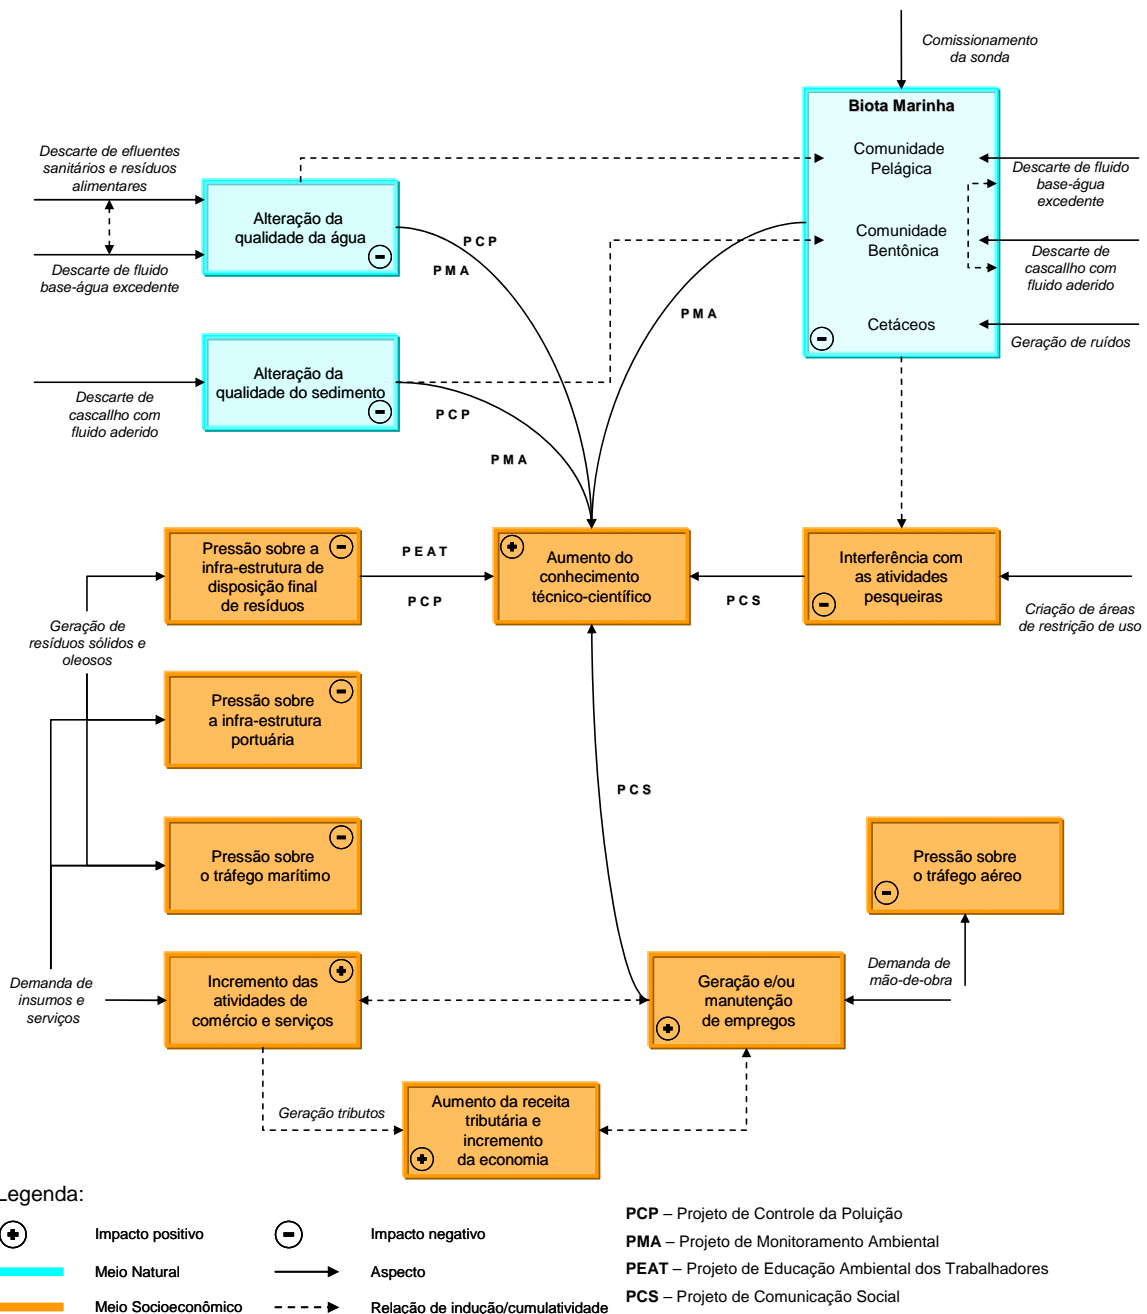 Comissionamento
da sonda
Biota Marinha
Comunidade
Pelágica
Descarte de fluido
base-água
excedente
Comunidade
Bentônica
Descarte de
cascallho com
fluido aderido
Cetáceos
Geração de ruídos
Descarte de efluentes
sanitários e resíduos
alimentares
Alteração da
qualidade da água
Descarte de fluido
base-água excedente
PCP
PMA
PMA
Alteração da
qualidade do sedimento
Descarte de
cascallho com
fluido aderido
PCP
PMA
Pressão sobre a
infra-estrutura de
disposição final
de resíduos
PEAT
PCP
Aumento do
conhecimento
técnico-científico
PCS
Interferência com
as atividades
pesqueiras
Criação de áreas
de restrição de uso
Geração de
resíduos sólidos e
oleosos
Pressão sobre
a infra-estrutura
portuária
PCS
Pressão sobre
o tráfego marítimo
Pressão sobre
o tráfego aéreo
Demanda de
insumos e
serviços
Incremento das
atividades de
comércio e serviços
Geração e/ou
manutenção
de empregos
Demanda de
mão-de-obra
Geração tributos
Aumento da receita
tributária e
incremento
da economia
Legenda:
Impacto positivo
Impacto negativo
Meio Natural
Aspecto
Meio Socioeconômico
Relação de indução/cumulatividade
PCP – Projeto de Controle da Poluição
PMA – Projeto de Monitoramento Ambiental
PEAT – Projeto de Educação Ambiental dos Trabalhadores
PCS – Projeto de Comunicação Social